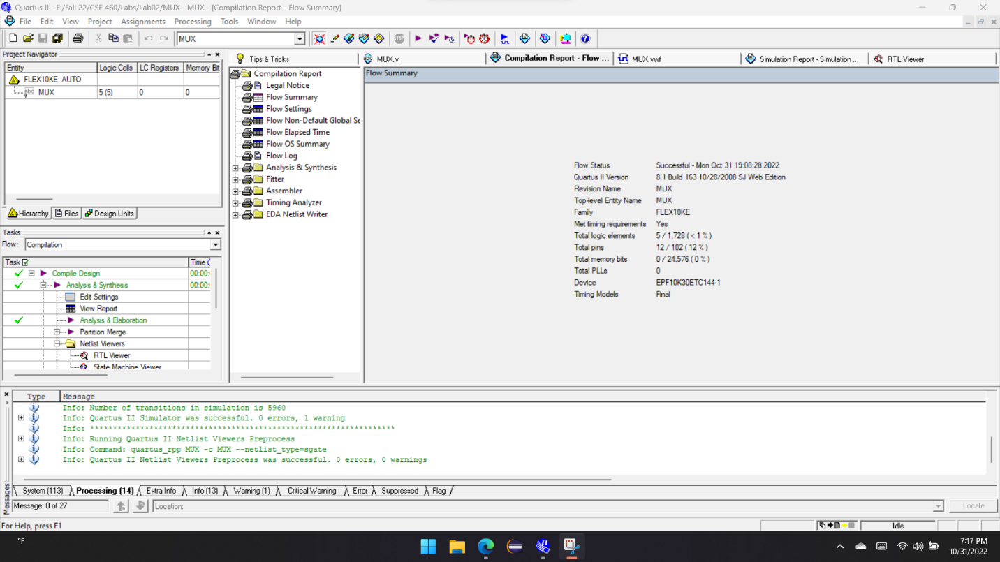 Quartus II - E:/Fall 22/CSE 460/Labs/Lab02/MUX - MUX - [Compilation Report - Flow Summary]
File Edit View Project Assignments Processing Tools Window Help
MUX
Project Navigator
Entity Logic Cells LC Registers Memory Bit
FLEX10KE: AUTO
abc MUX 5 (5) 0 0
Hierarchy Files Design Units
Tasks
Flow: Compilation
Task Time
Compile Design 00:00:
Analysis & Synthesis 00:00:
Edit Settings
View Report
Analysis & Elaboration
Partition Merge
Netlist Viewers
RTL Viewer
State Machine Viewer
Tips & Tricks MUX.v Compilation Report - Flow ... MUX.vwf Simulation Report - Simulation ... RTL Viewer
Compilation Report
Legal Notice
Flow Summary
Flow Settings
Flow Non-Default Global Se
Flow Elapsed Time
Flow OS Summary
Flow Log
Analysis & Synthesis
Fitter
Assembler
Timing Analyzer
EDA Netlist Writer
Flow Summary
Flow Status Successful - Mon Oct 31 19:08:28 2022
Quartus II Version 8.1 Build 163 10/28/2008 SJ Web Edition
Revision Name MUX
Top-level Entity Name MUX
Family FLEX10KE
Met timing requirements Yes
Total logic elements 5 / 1,728 ( < 1 % )
Total pins 12 / 102 ( 12 % )
Total memory bits 0 / 24,576 ( 0 % )
Total PLLs 0
Device EPF10K30ETC144-1
Timing Models Final
Type Message
Info: Number of transitions in simulation is 5960
Info: Quartus II Simulator was successful. 0 errors, 1 warning
Info: *******************************************************************
Info: Running Quartus II Netlist Viewers Preprocess
Info: Command: quartus_rpp MUX -c MUX --netlist_type=sgate
Info: Quartus II Netlist Viewers Preprocess was successful. 0 errors, 0 warnings
Messages
System (113) Processing (14) Extra Info Info (13) Warning (1) Critical Warning Error Suppressed Flag
Message: 0 of 27 Location: Locate
For Help, press F1 Idle
°F
7:17 PM
10/31/2022